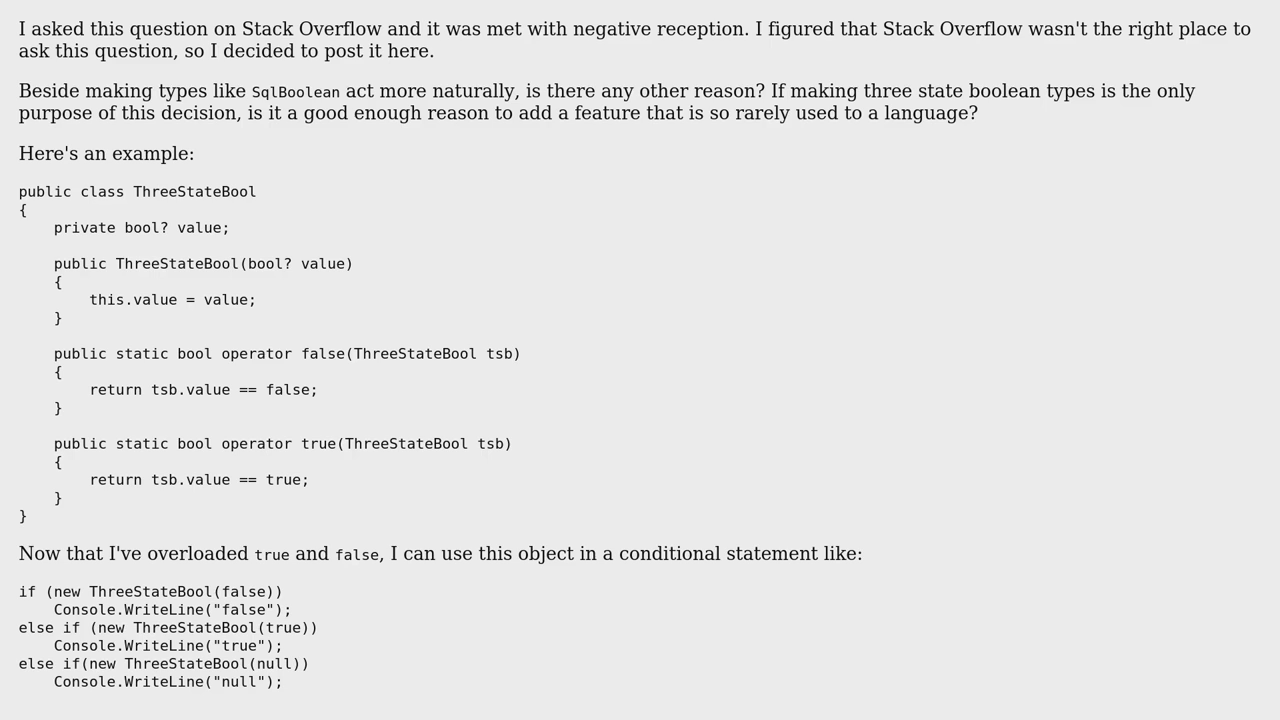 I asked this question on Stack Overflow and it was met with negative reception. I figured that Stack Overflow wasn't the right place to
ask this question, so I decided to post it here.
Beside making types like SqlBoolean act more naturally, is there any other reason? If making three state boolean types is the only
purpose of this decision, is it a good enough reason to add a feature that is so rarely used to a language?
Here's an example:
public class ThreeStateBool
{
    private bool? value;
    public ThreeStateBool(bool? value)
    {
        this.value = value;
    }
    public static bool operator false(ThreeStateBool tsb)
    {
        return tsb.value == false;
    }
    public static bool operator true(ThreeStateBool tsb)
    {
        return tsb.value == true;
    }
}
Now that I've overloaded true and false, I can use this object in a conditional statement like:
if (new ThreeStateBool(false))
    Console.WriteLine("false");
else if (new ThreeStateBool(true))
    Console.WriteLine("true");
else if(new ThreeStateBool(null))
    Console.WriteLine("null");